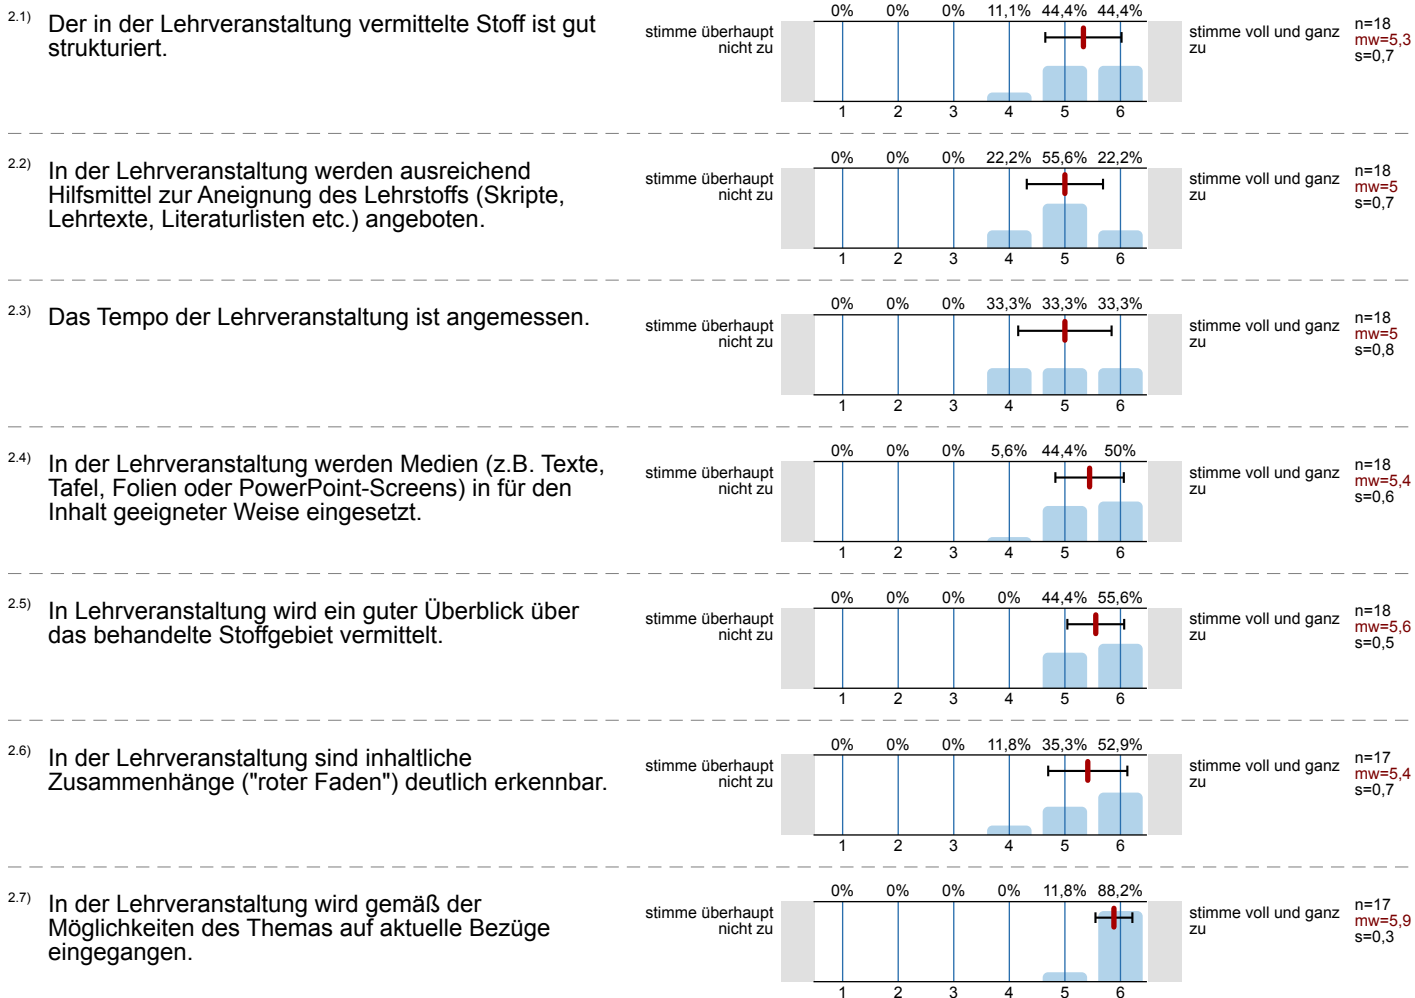 2.1) Der in der Lehrveranstaltung vermittelte Stoff ist gut
strukturiert.
stimme überhaupt
nicht zu
0% 0% 0% 11,1% 44,4% 44,4%
1 2 3 4 5 6
stimme voll und ganz
zu
n=18
mw=5,3
s=0,7
2.2) In der Lehrveranstaltung werden ausreichend
Hilfsmittel zur Aneignung des Lehrstoffs (Skripte,
Lehrtexte, Literaturlisten etc.) angeboten.
stimme überhaupt
nicht zu
0% 0% 0% 22,2% 55,6% 22,2%
1 2 3 4 5 6
stimme voll und ganz
zu
n=18
mw=5
s=0,7
2.3) Das Tempo der Lehrveranstaltung ist angemessen.
stimme überhaupt
nicht zu
0% 0% 0% 33,3% 33,3% 33,3%
1 2 3 4 5 6
stimme voll und ganz
zu
n=18
mw=5
s=0,8
2.4) In der Lehrveranstaltung werden Medien (z.B. Texte,
Tafel, Folien oder PowerPoint-Screens) in für den
Inhalt geeigneter Weise eingesetzt.
stimme überhaupt
nicht zu
0% 0% 0% 5,6% 44,4% 50%
1 2 3 4 5 6
stimme voll und ganz
zu
n=18
mw=5,4
s=0,6
2.5) In Lehrveranstaltung wird ein guter Überblick über
das behandelte Stoffgebiet vermittelt.
stimme überhaupt
nicht zu
0% 0% 0% 0% 44,4% 55,6%
1 2 3 4 5 6
stimme voll und ganz
zu
n=18
mw=5,6
s=0,5
2.6) In der Lehrveranstaltung sind inhaltliche
Zusammenhänge ("roter Faden") deutlich erkennbar.
stimme überhaupt
nicht zu
0% 0% 0% 11,8% 35,3% 52,9%
1 2 3 4 5 6
stimme voll und ganz
zu
n=17
mw=5,4
s=0,7
2.7) In der Lehrveranstaltung wird gemäß der
Möglichkeiten des Themas auf aktuelle Bezüge
eingegangen.
stimme überhaupt
nicht zu
0% 0% 0% 0% 11,8% 88,2%
1 2 3 4 5 6
stimme voll und ganz
zu
n=17
mw=5,9
s=0,3